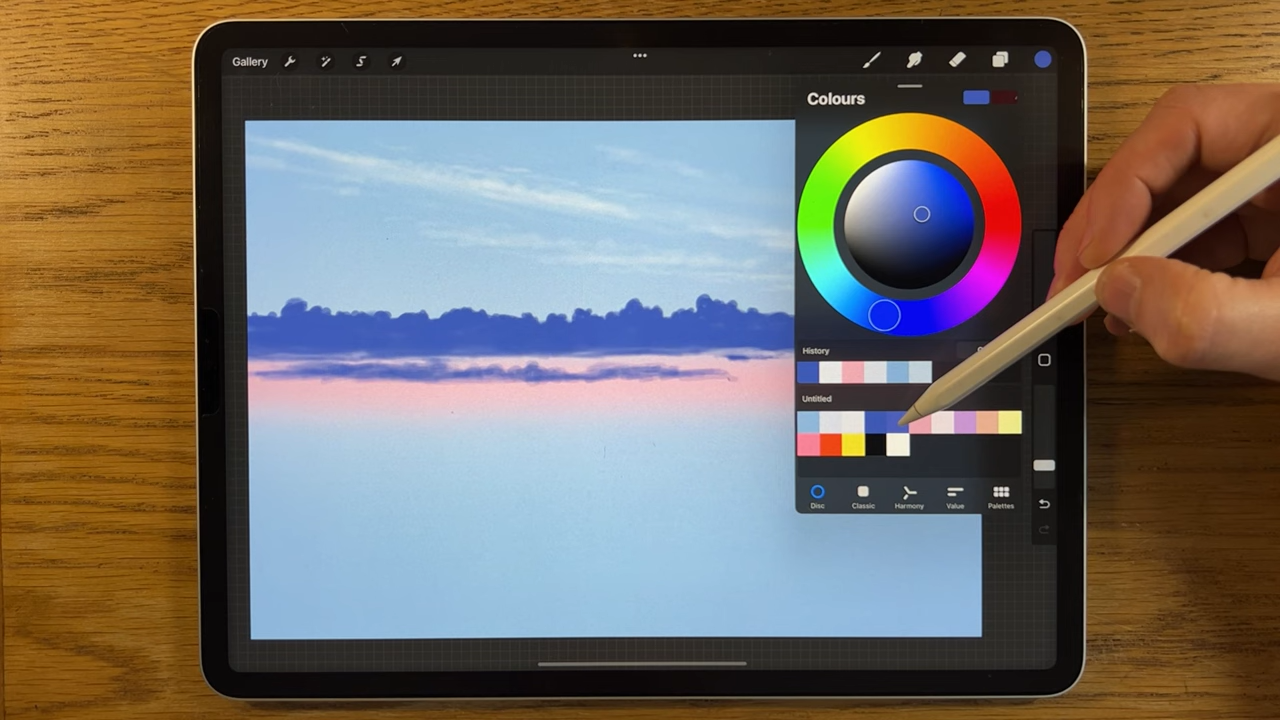 Gallery
Colours
History
Untitled
Disc Classic Harmony Value Palettes